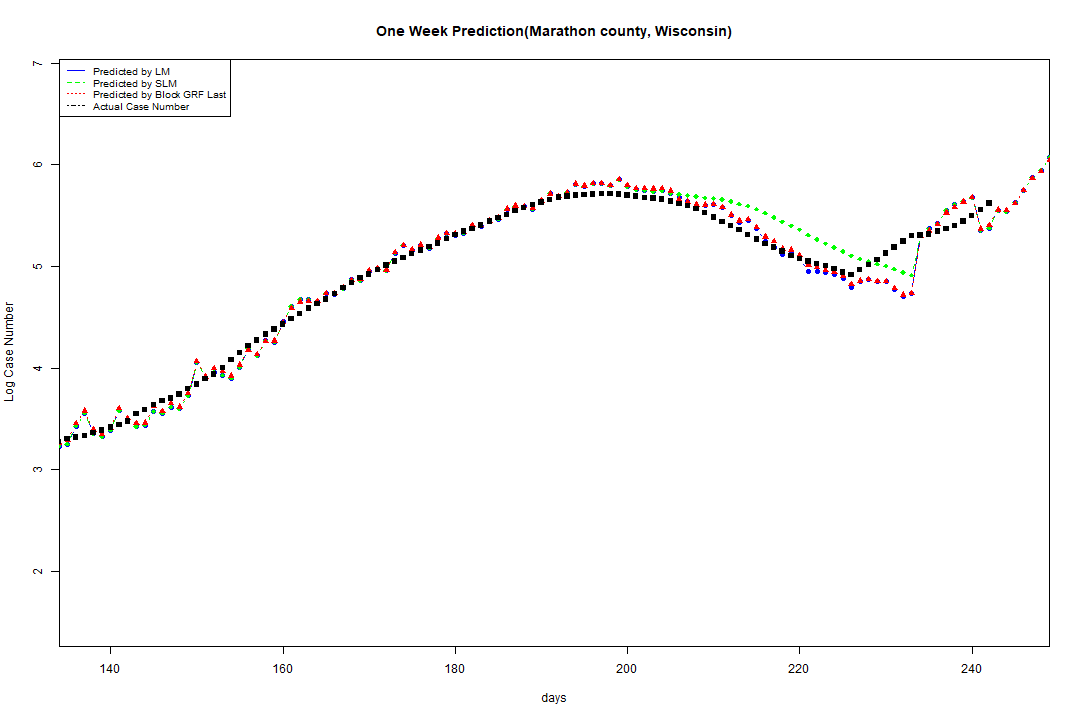 One Week Prediction(Marathon county, Wisconsin)
Predicted by LM
Predicted by SLM
Predicted by Block GRF Last
Actual Case Number
7
6
5
4
3
2
Log Case Number
140 160 180 200 220 240
days